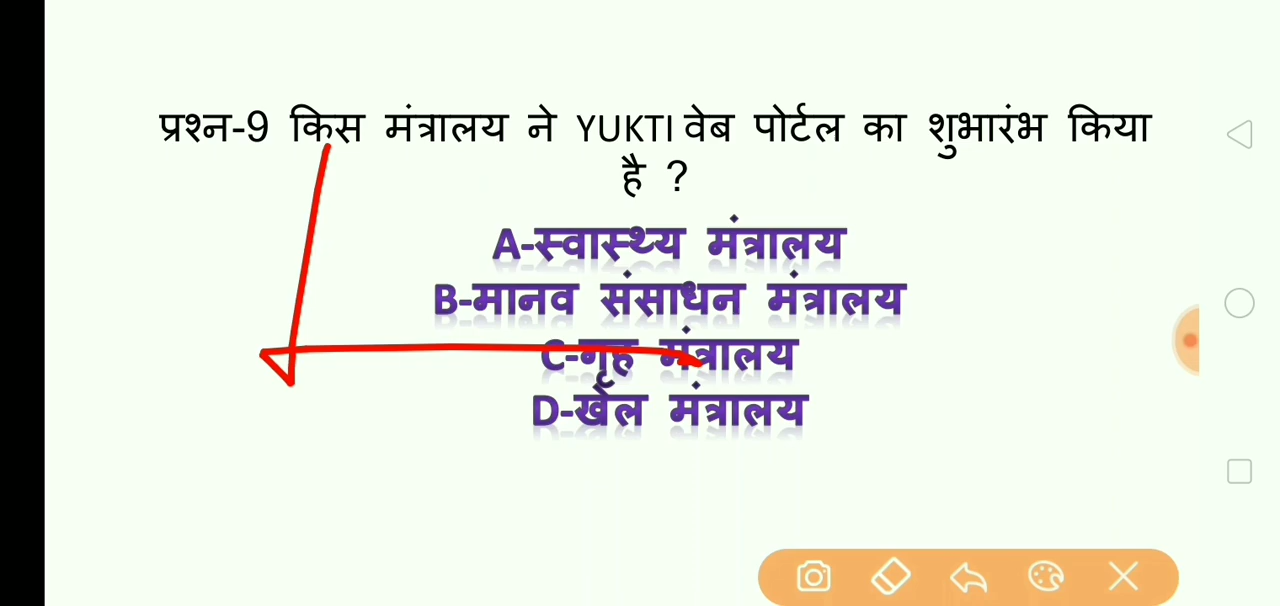 प्रश्न-9 किस मंत्रालय ने YUKTI वेब पोर्टल का शुभारंभ किया
है ?
A-स्वास्थ्य मंत्रालय
B-मानव संसाधन मंत्रालय
C-गृह मंत्रालय
D-खेल मंत्रालय